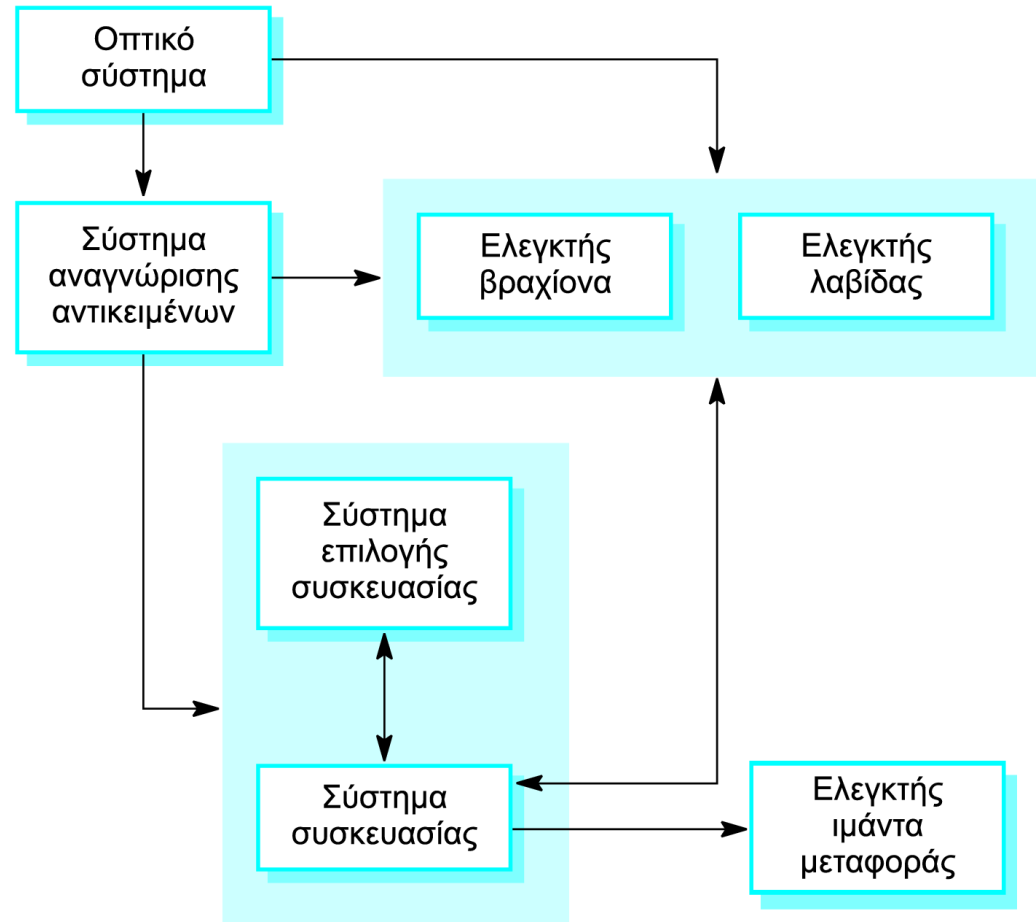 Οπτικό
σύστημα
Σύστημα
αναγνώρισης
αντικειμένων
Ελεγκτής
βραχίονα
Ελεγκτής
λαβίδας
Σύστημα
επιλογής
συσκευασίας
Σύστημα
συσκευασίας
Ελεγκτής
ιμάντα
μεταφοράς